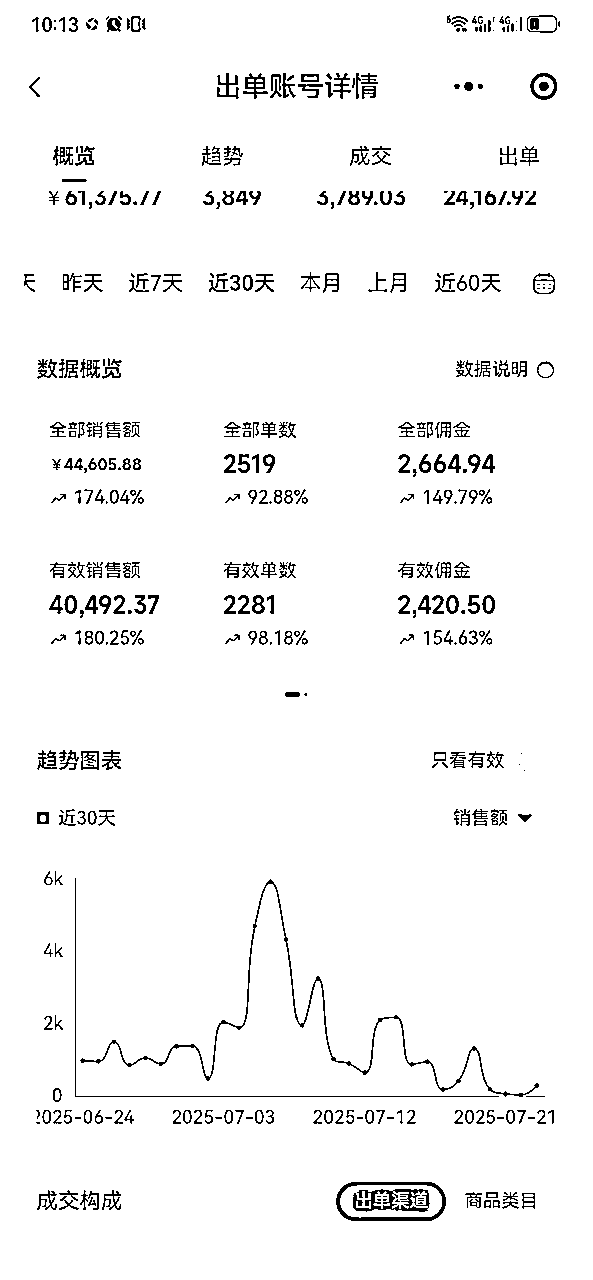 10:13
出单账号详情
概览 趋势 成交 出单
¥61,375.77 3,849 3,789.03 24,167.92
天 昨天 近7天 近30天 本月 上月 近60天
数据概览 数据说明
全部销售额 全部单数 全部佣金
¥44,605.88 2519 2,664.94
174.04% 92.88% 149.79%
有效销售额 有效单数 有效佣金
40,492.37 2281 2,420.50
180.25% 98.18% 154.63%
趋势图表 只看有效
近30天 销售额
6k
4k
2k
0
2025-06-24 2025-07-03 2025-07-12 2025-07-21
成交构成 出单渠道 商品类目